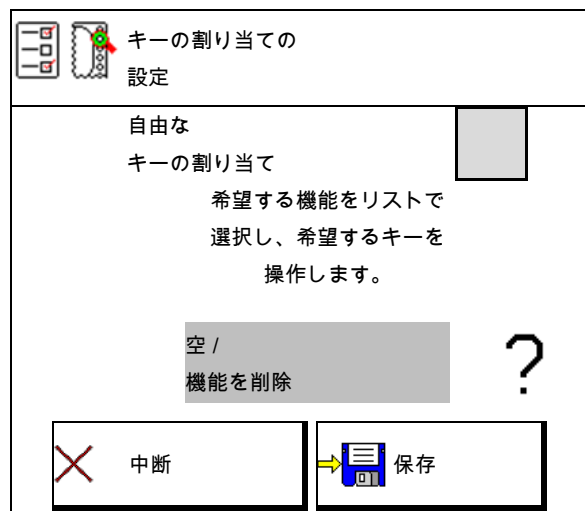 キーの割り当ての
設定
自由な
キーの割り当て
希望する機能をリストで
選択し、希望するキーを
操作します。
空 /
機能を削除
?
中断
保存